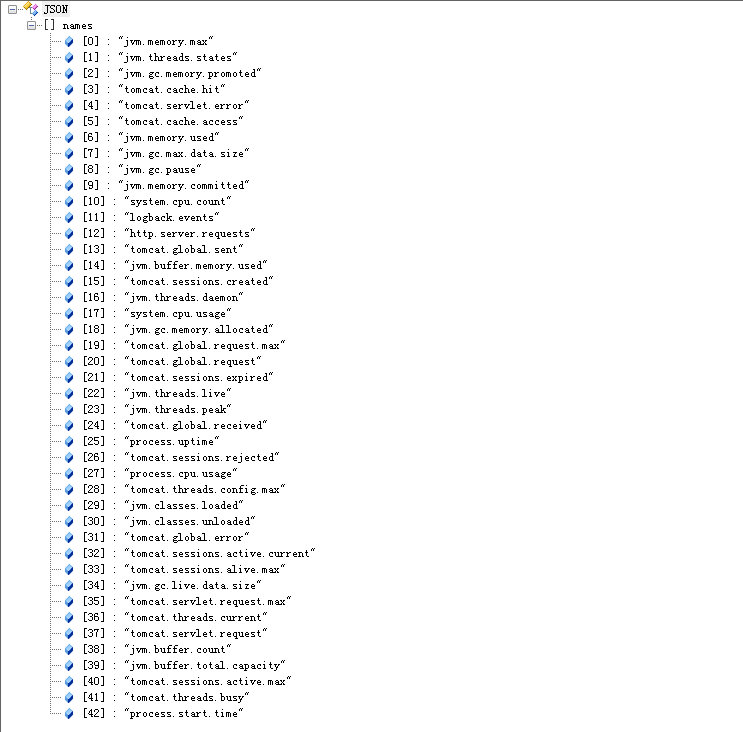 JSON
[] names
[0] : "jvm.memory.max"
[1] : "jvm.threads.states"
[2] : "jvm.gc.memory.promoted"
[3] : "tomcat.cache.hit"
[4] : "tomcat.servlet.error"
[5] : "tomcat.cache.access"
[6] : "jvm.memory.used"
[7] : "jvm.gc.max.data.size"
[8] : "jvm.gc.pause"
[9] : "jvm.memory.committed"
[10] : "system.cpu.count"
[11] : "logback.events"
[12] : "http.server.requests"
[13] : "tomcat.global.sent"
[14] : "jvm.buffer.memory.used"
[15] : "tomcat.sessions.created"
[16] : "jvm.threads.daemon"
[17] : "system.cpu.usage"
[18] : "jvm.gc.memory.allocated"
[19] : "tomcat.global.request.max"
[20] : "tomcat.global.request"
[21] : "tomcat.sessions.expired"
[22] : "jvm.threads.live"
[23] : "jvm.threads.peak"
[24] : "tomcat.global.received"
[25] : "process.uptime"
[26] : "tomcat.sessions.rejected"
[27] : "process.cpu.usage"
[28] : "tomcat.threads.config.max"
[29] : "jvm.classes.loaded"
[30] : "jvm.classes.unloaded"
[31] : "tomcat.global.error"
[32] : "tomcat.sessions.active.current"
[33] : "tomcat.sessions.alive.max"
[34] : "jvm.gc.live.data.size"
[35] : "tomcat.servlet.request.max"
[36] : "tomcat.threads.current"
[37] : "tomcat.servlet.request"
[38] : "jvm.buffer.count"
[39] : "jvm.buffer.total.capacity"
[40] : "tomcat.sessions.active.max"
[41] : "tomcat.threads.busy"
[42] : "process.start.time"